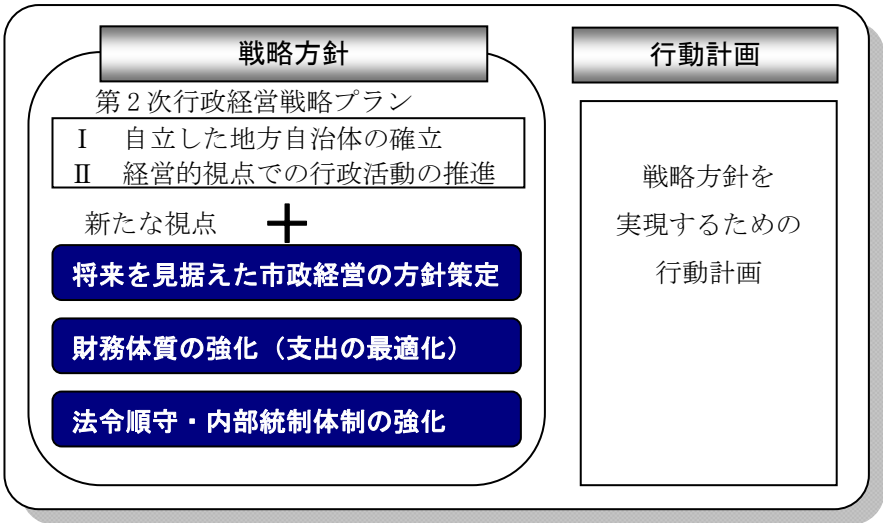 戦略方針
第２次行政経営戦略プラン
Ⅰ　自立した地方自治体の確立
Ⅱ　経営的視点での行政活動の推進
新たな視点　＋
将来を見据えた市政経営の方針策定
財務体質の強化（支出の最適化）
法令順守・内部統制体制の強化
行動計画
戦略方針を
実現するための
行動計画